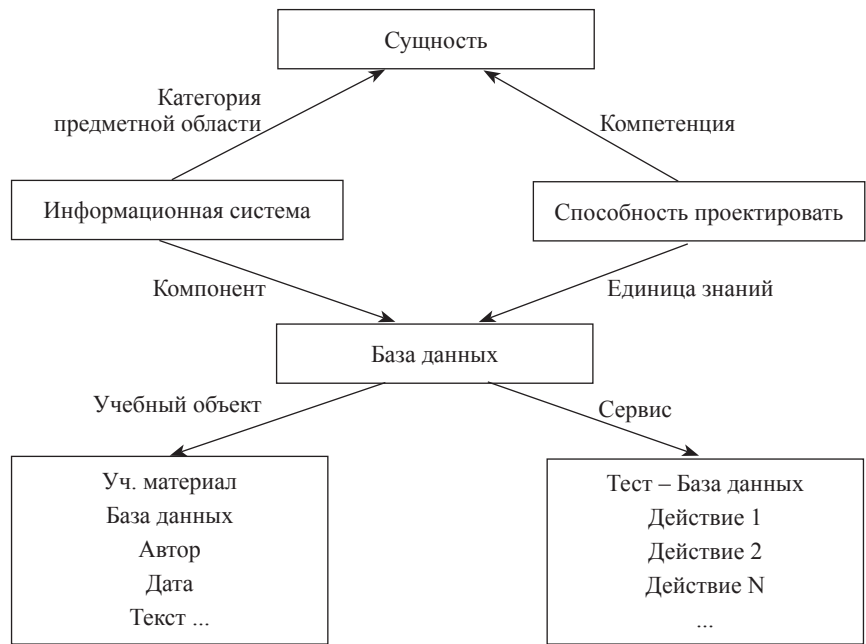 Сущность
Категория
предметной области
Компетенция
Информационная система
Способность проектировать
Компонент
Единица знаний
База данных
Учебный объект
Сервис
Уч. материал
База данных
Автор
Дата
Текст ...
Тест – База данных
Действие 1
Действие 2
Действие N
...